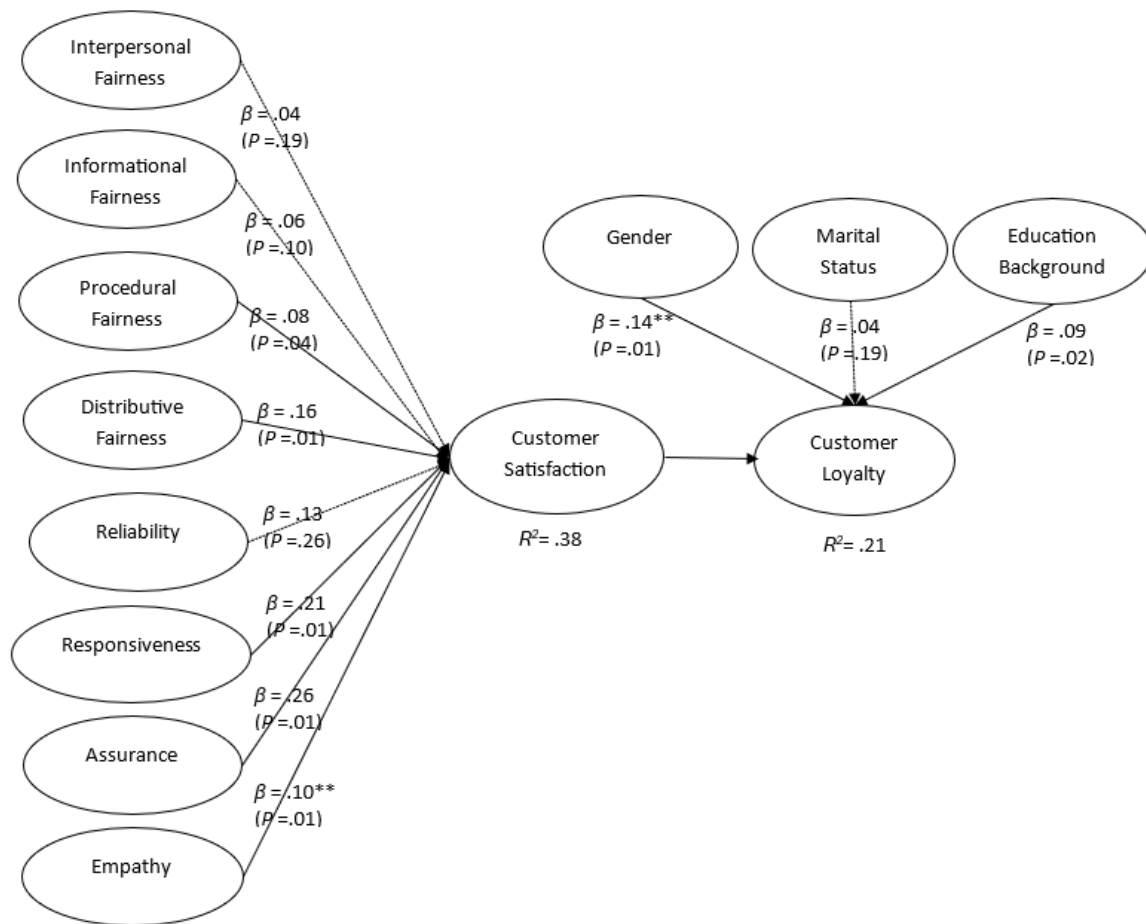 Interpersonal
Fairness
β = .04
(P =.19)
Informational
Fairness
β = .06
(P =.10)
Procedural
Fairness
β = .08
(P =.04)
Distributive
Fairness
β = .16
(P =.01)
Reliability
β = .13
(P =.26)
Responsiveness
β = .21
(P =.01)
Assurance
β = .26
(P =.01)
Empathy
β = .10**
(P =.01)
Customer
Satisfaction
R²= .38
Gender
β = .14**
(P =.01)
Marital
Status
β = .04
(P =.19)
Education
Background
β = .09
(P =.02)
Customer
Loyalty
R²= .21